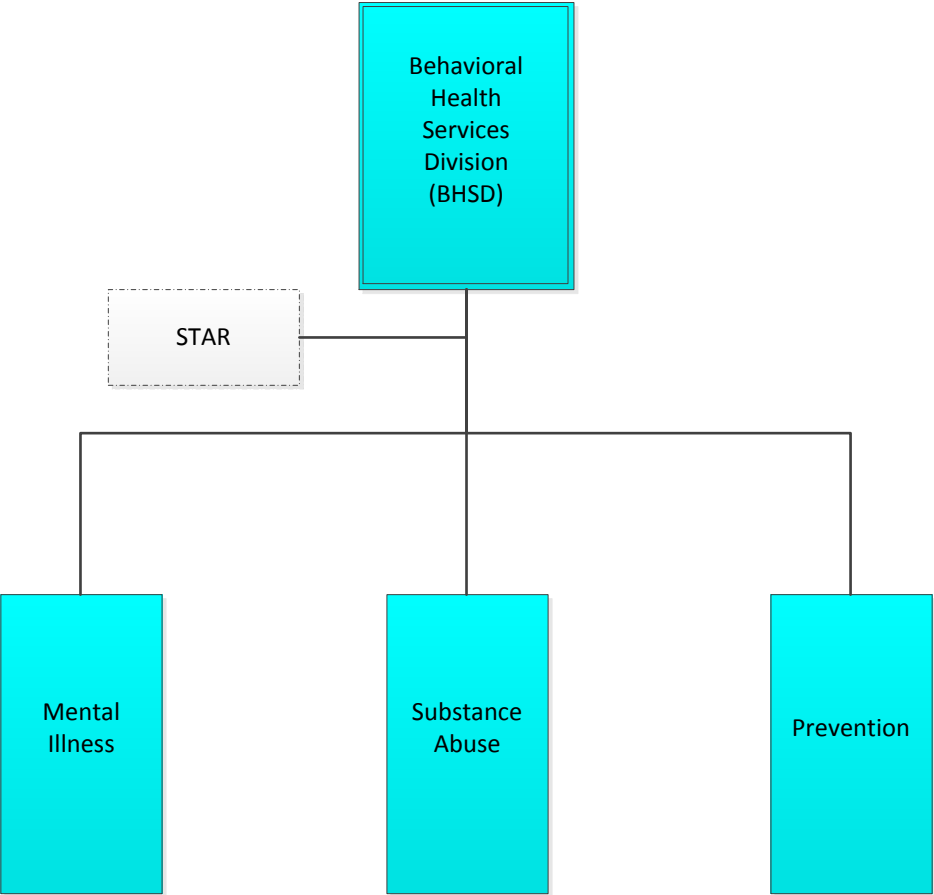 Behavioral
Health
Services
Division
(BHSD)
STAR
Mental
Illness
Substance
Abuse
Prevention